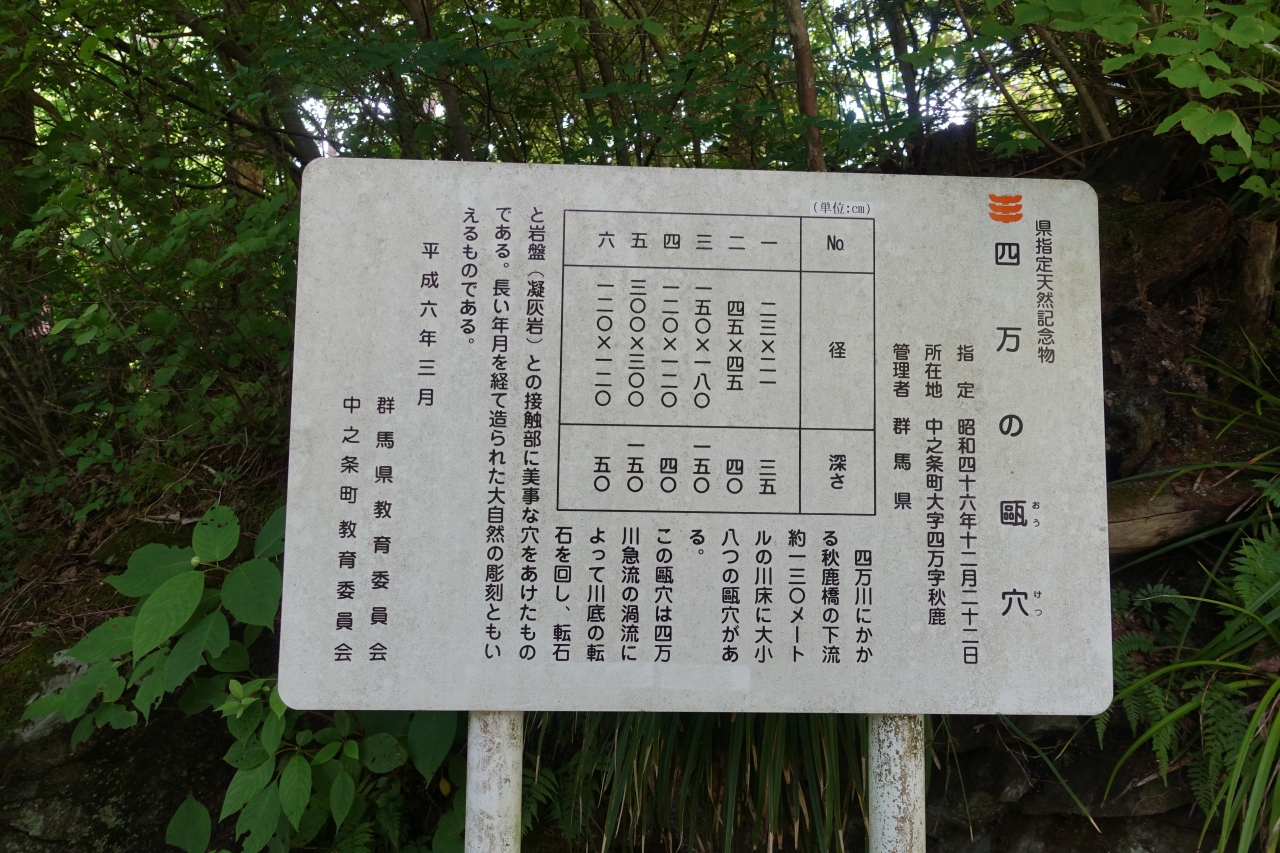 県指定天然記念物
四万の甌穴
おうけつ
指定 昭和四十六年十二月二十二日
所在地 中之条町大字四万字秋鹿
管理者 群馬県
四万川にかか
る秋鹿橋の下流
約一三〇メート
ルの川床に大小
八つの甌穴があ
る。
この甌穴は四万
川急流の渦流に
よって川底の転
石を回し、転石
(単位:cm)
No 径 深さ
一 二三×二一 三五
二 四五×四五 四〇
三 一五〇×一八〇 一五〇
四 一二〇×一二〇 四〇
五 三〇〇×三〇〇 一五〇
六 一二〇×一二〇 五〇
と岩盤(凝灰岩)との接触部に美事な穴をあけたもの
である。長い年月を経て造られた大自然の彫刻ともい
えるものである。
平成六年三月
群馬県教育委員会
中之条町教育委員会